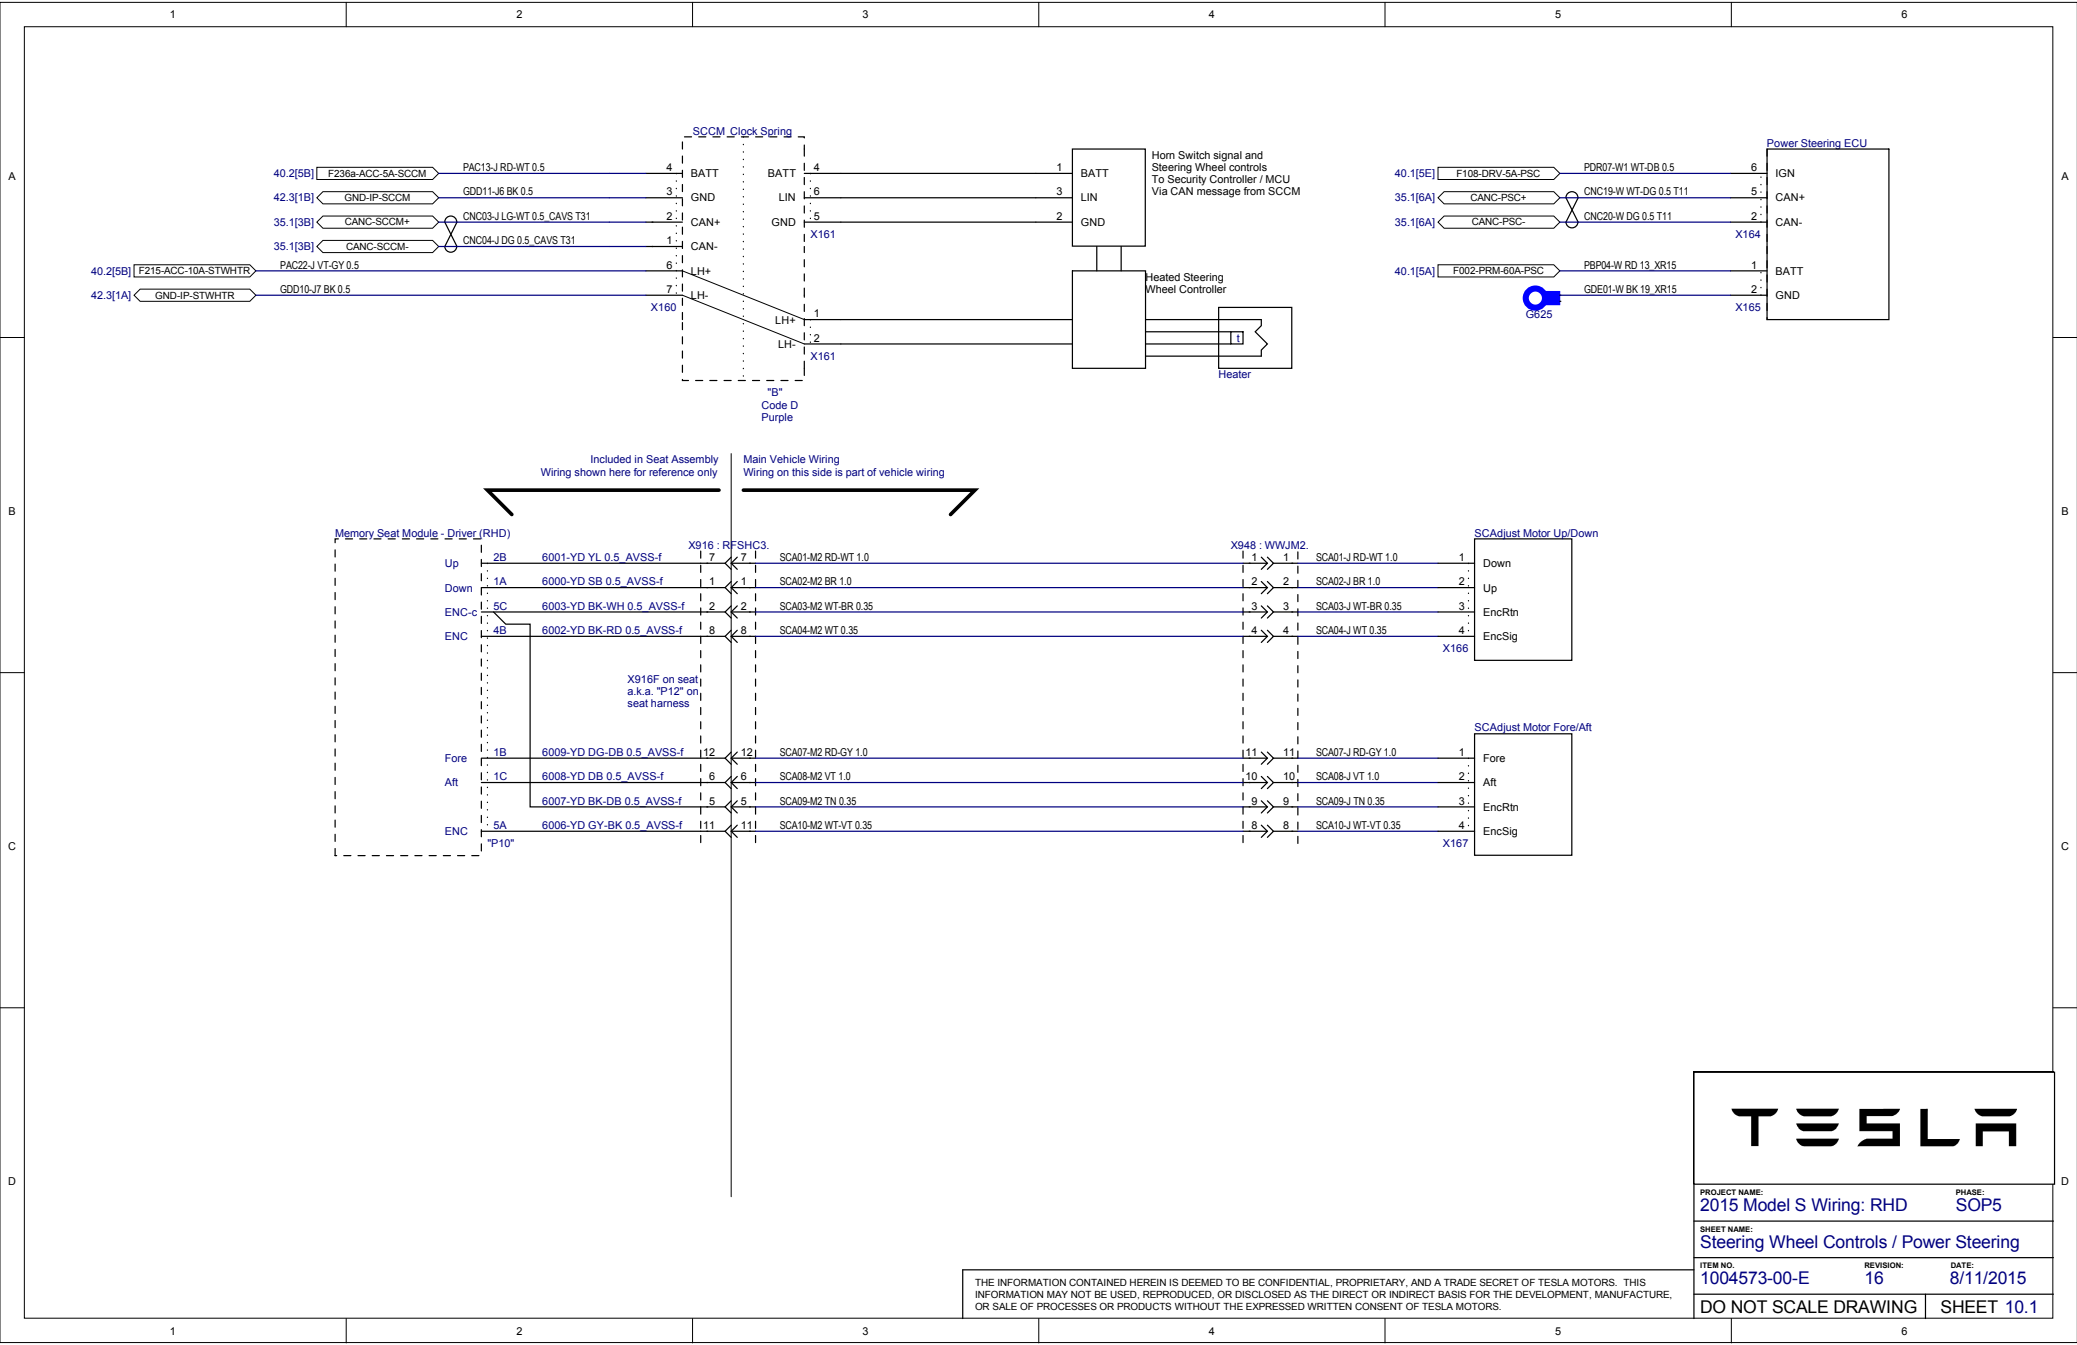 1 2 3 4 5 6
A A
B B
C C
D D
SCCM Clock Spring
40.2[5B] F236a-ACC-5A-SCCM PAC13-J RD-WT 0.5 4 BATT BATT 4
42.3[1B] GND-IP-SCCM GDD11-J6 BK 0.5 3 GND LIN 6
35.1[3B] CANC-SCCM+ CNC03-J LG-WT 0.5_CAVS T31 2 CAN+ GND 5
X161
35.1[3B] CANC-SCCM- CNC04-J DG 0.5_CAVS T31 1 CAN-
40.2[5B] F215-ACC-10A-STWHTR PAC22-J VT-GY 0.5 6 LH+
42.3[1A] GND-IP-STWHTR GDD10-J7 BK 0.5 7 LH-
X160
LH+ 1
LH- 2
X161
"B"
Code D
Purple
1 BATT
3 LIN
2 GND
Horn Switch signal and
Steering Wheel controls
To Security Controller / MCU
Via CAN message from SCCM
Heated Steering
Wheel Controller
t
Heater
Power Steering ECU
40.1[5E] F108-DRV-5A-PSC PDR07-W1 WT-DB 0.5 6 IGN
35.1[6A] CANC-PSC+ CNC19-W WT-DG 0.5 T11 5 CAN+
35.1[6A] CANC-PSC- CNC20-W DG 0.5 T11 2 CAN-
X164
40.1[5A] F002-PRM-60A-PSC PBP04-W RD 13_XR15 1 BATT
GDE01-W BK 19_XR15 2 GND
G625 X165
Included in Seat Assembly
Wiring shown here for reference only
Main Vehicle Wiring
Wiring on this side is part of vehicle wiring
Memory Seat Module - Driver (RHD)
X916 : RFSHC3.
X948 : WWJM2.
SCAdjust Motor Up/Down
Up 2B 6001-YD YL 0.5_AVSS-f 7 7 SCA01-M2 RD-WT 1.0 1 1 SCA01-J RD-WT 1.0 1 Down
Down 1A 6000-YD SB 0.5_AVSS-f 1 1 SCA02-M2 BR 1.0 2 2 SCA02-J BR 1.0 2 Up
ENC-c 5C 6003-YD BK-WH 0.5_AVSS-f 2 2 SCA03-M2 WT-BR 0.35 3 3 SCA03-J WT-BR 0.35 3 EncRtn
ENC 4B 6002-YD BK-RD 0.5_AVSS-f 8 8 SCA04-M2 WT 0.35 4 4 SCA04-J WT 0.35 4 EncSig
X166
X916F on seat
a.k.a. "P12" on
seat harness
SCAdjust Motor Fore/Aft
Fore 1B 6009-YD DG-DB 0.5_AVSS-f 12 12 SCA07-M2 RD-GY 1.0 11 11 SCA07-J RD-GY 1.0 1 Fore
Aft 1C 6008-YD DB 0.5_AVSS-f 6 6 SCA08-M2 VT 1.0 10 10 SCA08-J VT 1.0 2 Aft
6007-YD BK-DB 0.5_AVSS-f 5 5 SCA09-M2 TN 0.35 9 9 SCA09-J TN 0.35 3 EncRtn
ENC 5A 6006-YD GY-BK 0.5_AVSS-f 11 11 SCA10-M2 WT-VT 0.35 8 8 SCA10-J WT-VT 0.35 4 EncSig
"P10" X167
TESLA
PROJECT NAME: PHASE:
2015 Model S Wiring: RHD SOP5
SHEET NAME:
Steering Wheel Controls / Power Steering
ITEM NO. REVISION: DATE:
1004573-00-E 16 8/11/2015
DO NOT SCALE DRAWING SHEET 10.1
THE INFORMATION CONTAINED HEREIN IS DEEMED TO BE CONFIDENTIAL, PROPRIETARY, AND A TRADE SECRET OF TESLA MOTORS. THIS
INFORMATION MAY NOT BE USED, REPRODUCED, OR DISCLOSED AS THE DIRECT OR INDIRECT BASIS FOR THE DEVELOPMENT, MANUFACTURE,
OR SALE OF PROCESSES OR PRODUCTS WITHOUT THE EXPRESSED WRITTEN CONSENT OF TESLA MOTORS.
1 2 3 4 5 6